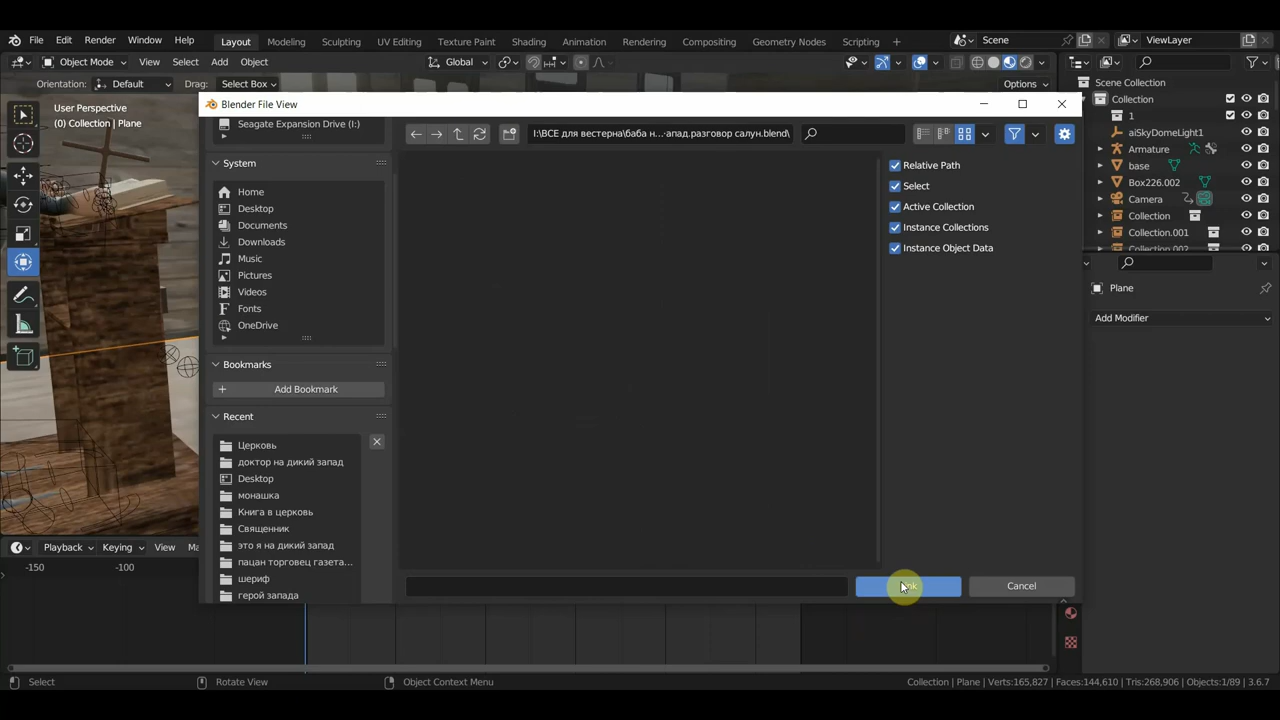 File Edit Render Window Help Layout Modeling Sculpting UV Editing Texture Paint Shading Animation Rendering Compositing Geometry Nodes Scripting + Scene ViewLayer
Object Mode View Select Add Object Global
Orientation: Default Drag: Select Box Options
Scene Collection
Collection
1
aiSkyDomeLight1
Armature
base
Box226.002
Camera
Collection
Collection.001
Collection.002
User Perspective
(0) Collection | Plane
Blender File View
Seagate Expansion Drive (I:)
I:\ВСЕ для вестерна\баба н...·апад.разговор салун.blend\
System
Home
Desktop
Documents
Downloads
Music
Pictures
Videos
Fonts
OneDrive
Bookmarks
Add Bookmark
Recent
Церковь
доктор на дикий запад
Desktop
монашка
Книга в церковь
Священник
это я на дикий запад
пацан торговец газета...
шериф
герой запада
Relative Path
Select
Active Collection
Instance Collections
Instance Object Data
Cancel
Plane
Add Modifier
Playback Keying View Ma
-150 -100
Select Rotate View Object Context Menu Collection | Plane | Verts:165,827 | Faces:144,610 | Tris:268,906 | Objects:1/89 | 3.6.7